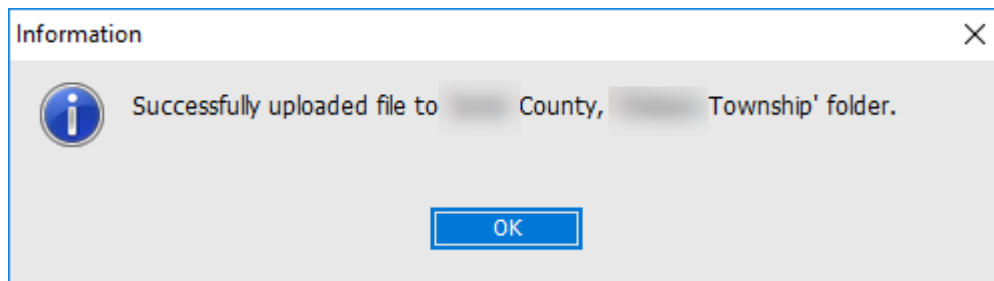 Information
Successfully uploaded file to County, Township' folder.
OK